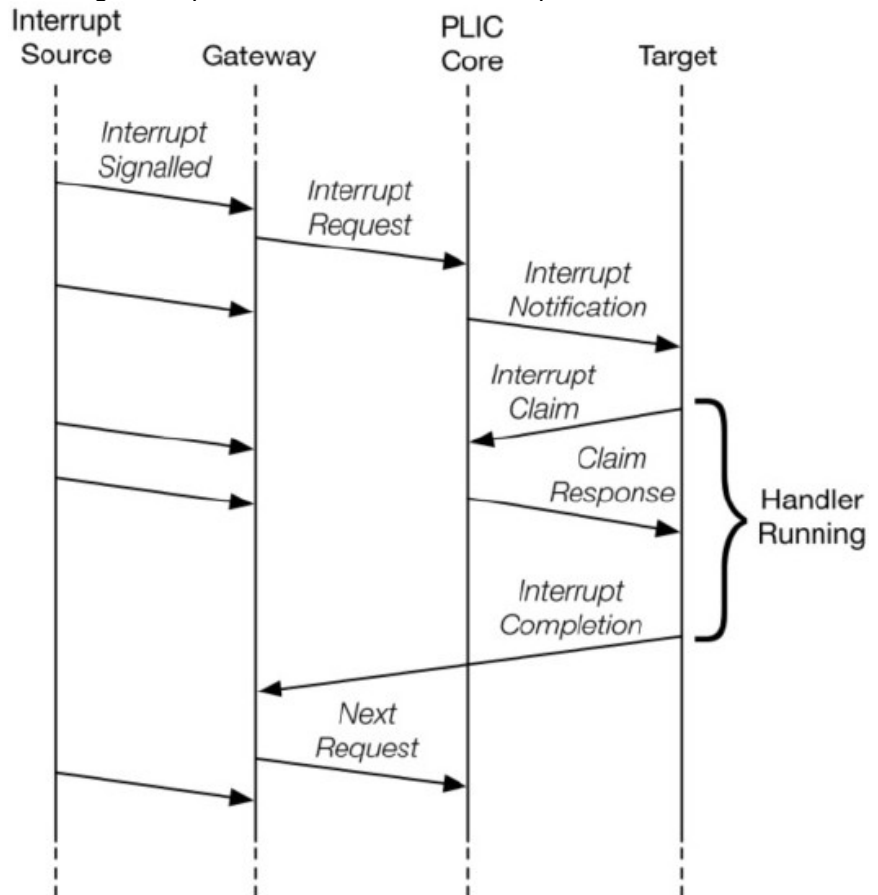 Interrupt
Source
Gateway
PLIC
Core
Target
Interrupt
Signalled
Interrupt
Request
Interrupt
Notification
Interrupt
Claim
Claim
Response
Handler
Running
Interrupt
Completion
Next
Request